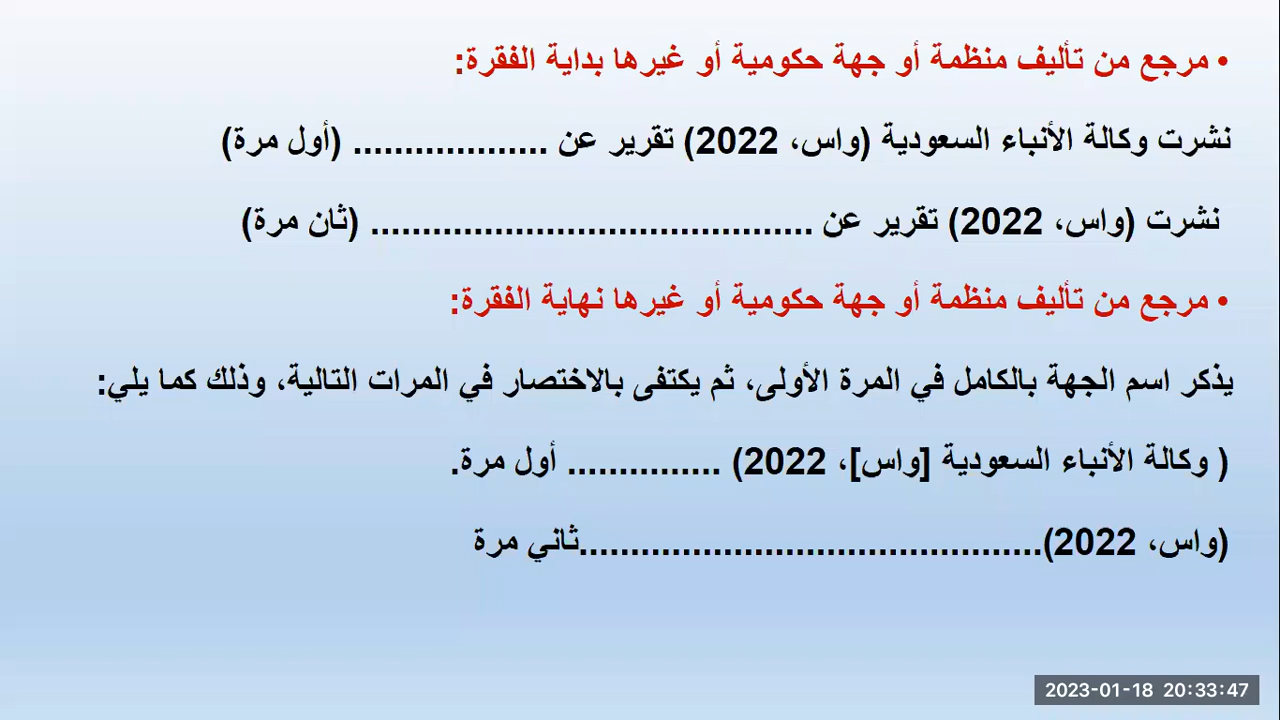 • مرجع من تأليف منظمة أو جهة حكومية أو غيرها بداية الفقرة:
نشرت وكالة الأنباء السعودية (واس، 2022) تقرير عن ................... (أول مرة)
نشرت (واس، 2022) تقرير عن ........................................... (ثان مرة)
• مرجع من تأليف منظمة أو جهة حكومية أو غيرها نهاية الفقرة:
يذكر اسم الجهة بالكامل في المرة الأولى، ثم يكتفى بالاختصار في المرات التالية، وذلك كما يلي:
( وكالة الأنباء السعودية [واس]، 2022) ............... أول مرة.
(واس، 2022).............................................ثاني مرة
2023-01-18 20:33:47